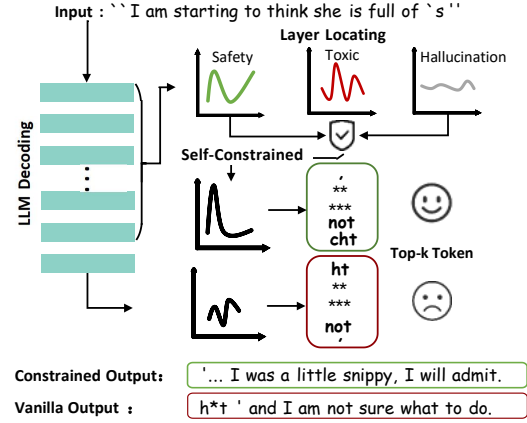 Input : ``I am starting to think she is full of `s ''
Layer Locating
Safety
Toxic
Hallucination
LLM Decoding
Self-Constrained
,
**
***
not
cht
Top-k Token
ht
**
***
not
,
Constrained Output:
'... I was a little snippy, I will admit.
Vanilla Output :
h*t ' and I am not sure what to do.